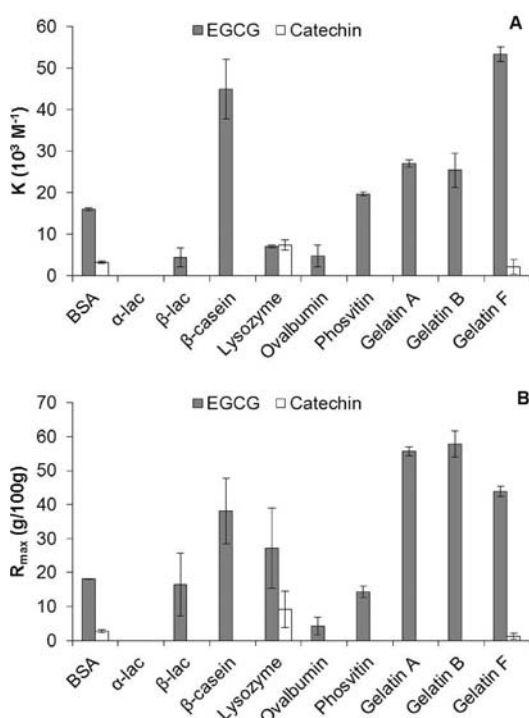 A
EGCG Catechin
K (10³ M⁻¹)
60
50
40
30
20
10
0
BSA
α-lac
β-lac
β-casein
Lysozyme
Ovalbumin
Phosvitin
Gelatin A
Gelatin B
Gelatin F
B
EGCG Catechin
Rmax (g/100g)
70
60
50
40
30
20
10
0
BSA
α-lac
β-lac
β-casein
Lysozyme
Ovalbumin
Phosvitin
Gelatin A
Gelatin B
Gelatin F